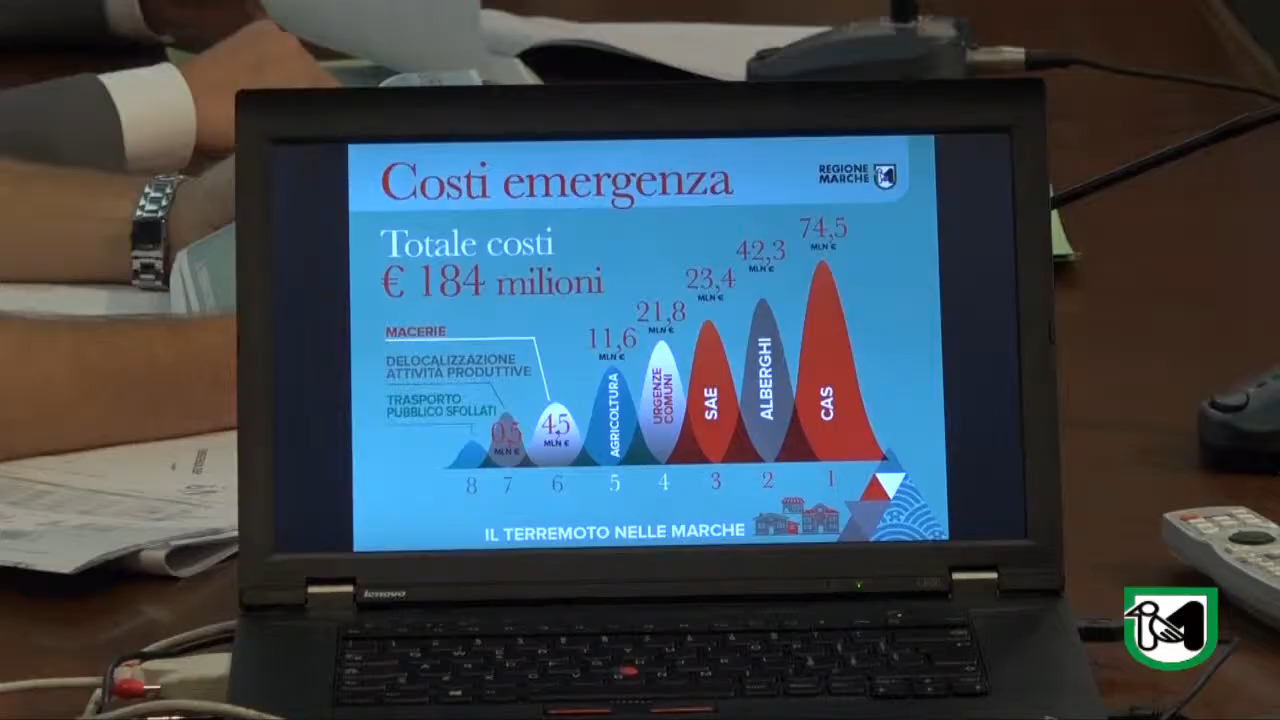 Costi emergenza
REGIONE
MARCHE
Totale costi
€ 184 milioni
74,5
MLN €
42,3
MLN €
23,4
MLN €
21,8
MLN €
11,6
MLN €
MACERIE
DELOCALIZZAZIONE
ATTIVITÀ PRODUTTIVE
TRASPORTO
PUBBLICO SFOLLATI
0,5
MLN €
4,5
MLN €
AGRICOLTURA
URGENZE
COMUNI
SAE
ALBERGHI
CAS
8 7 6 5 4 3 2 1
IL TERREMOTO NELLE MARCHE
lenovo